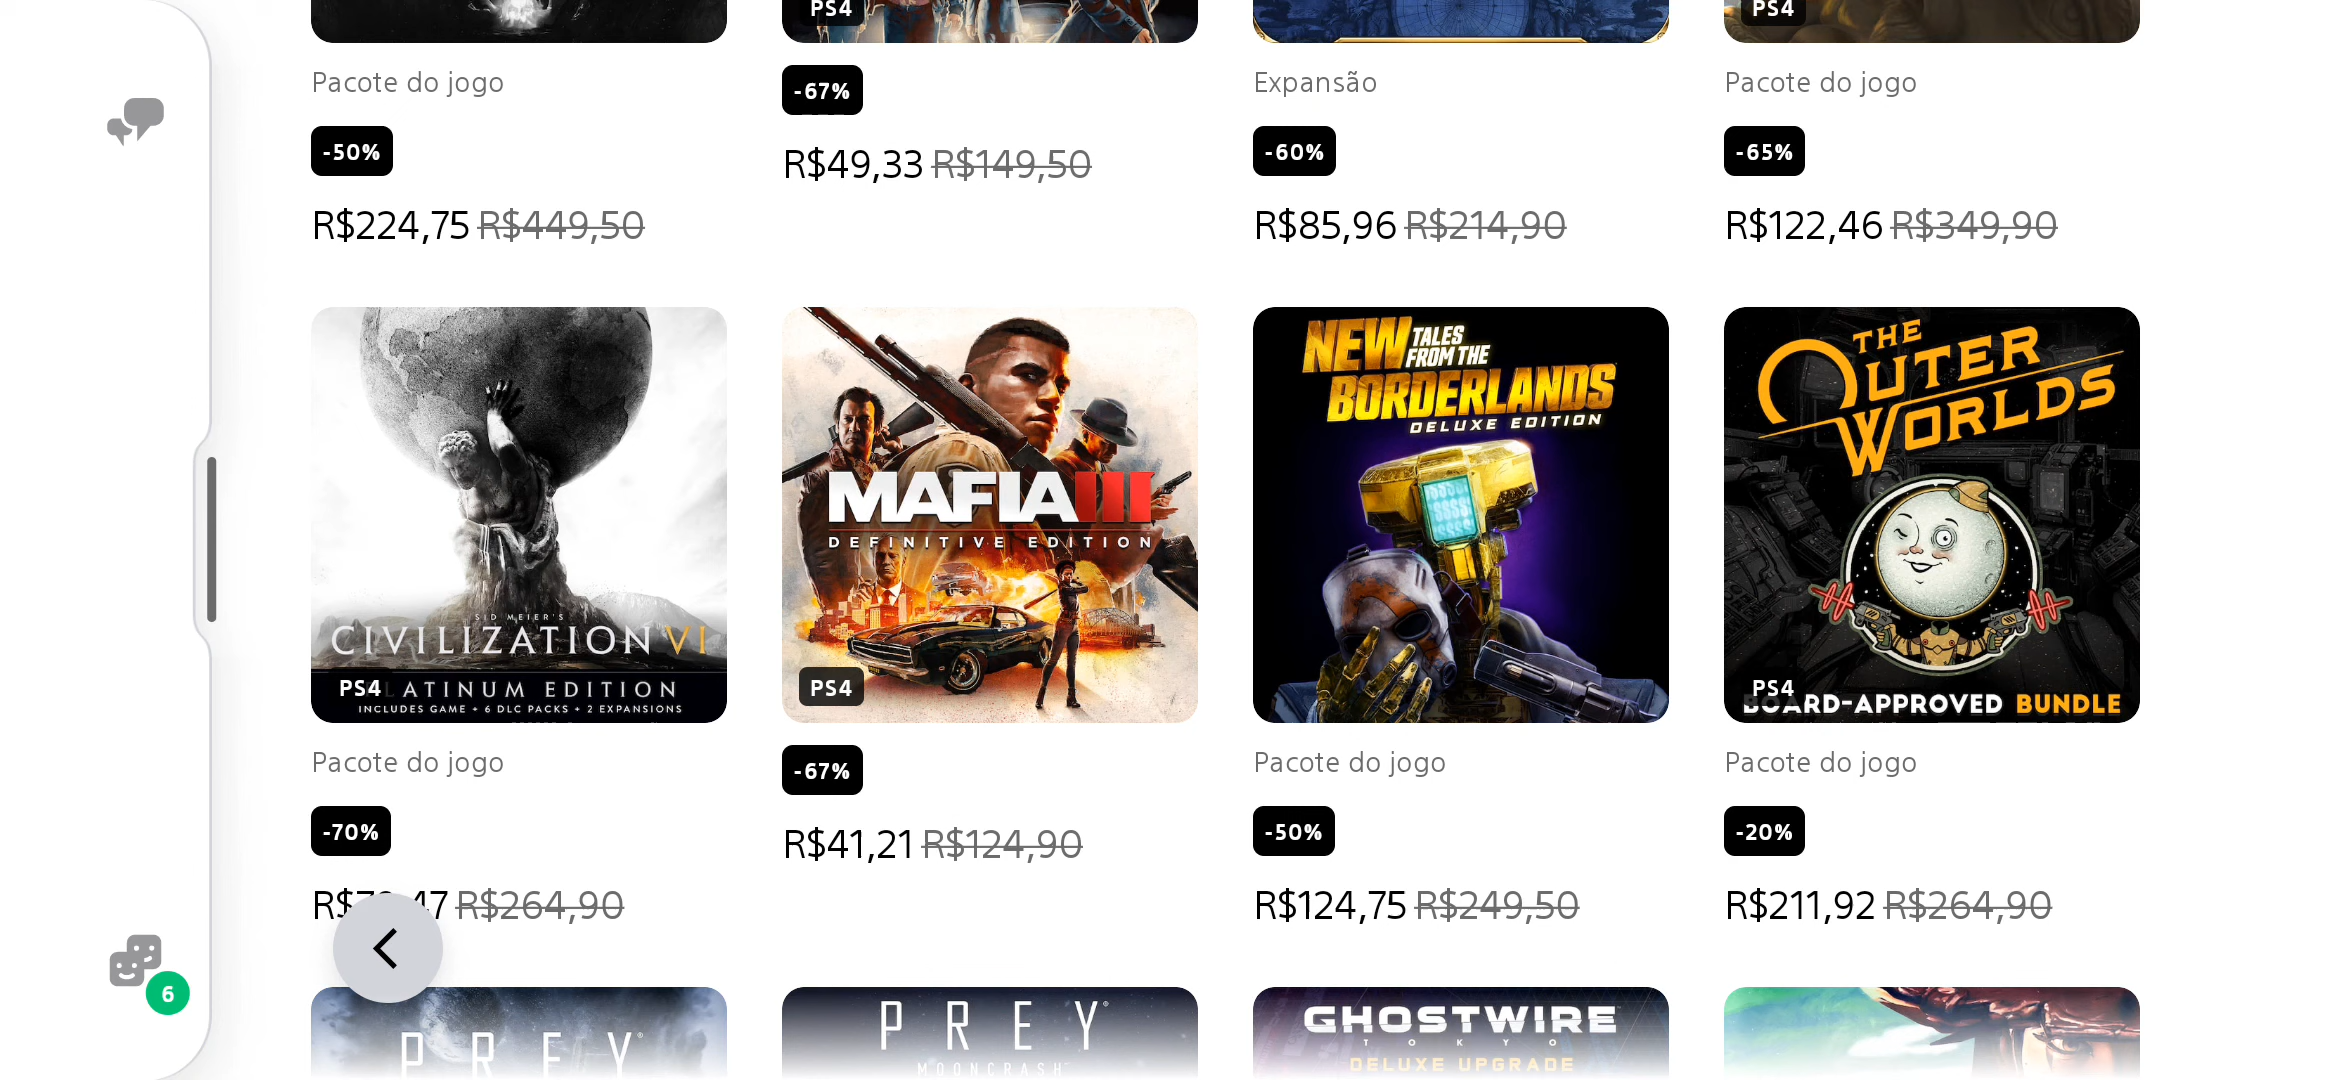 PS4
PS4
Pacote do jogo
-67%
Expansão
Pacote do jogo
-50%
R$49,33 R$149,50
-60%
-65%
R$224,75 R$449,50
R$85,96 R$214,90
R$122,46 R$349,90
SID MEIER'S
CIVILIZATION VI
PS4
LATINUM EDITION
INCLUDES GAME + 6 DLC PACKS + 2 EXPANSIONS
MAFIA III
DEFINITIVE EDITION
PS4
NEW TALES
FROM THE
BORDERLANDS
DELUXE EDITION
THE
OUTER
WORLDS
PS4
BOARD-APPROVED BUNDLE
Pacote do jogo
-67%
Pacote do jogo
Pacote do jogo
-70%
R$41,21 R$124,90
-50%
-20%
R$264,90
R$124,75 R$249,50
R$211,92 R$264,90
6
PREY
PREY
MOONCRASH
GHOSTWIRE
TOKYO
DELUXE UPGRADE